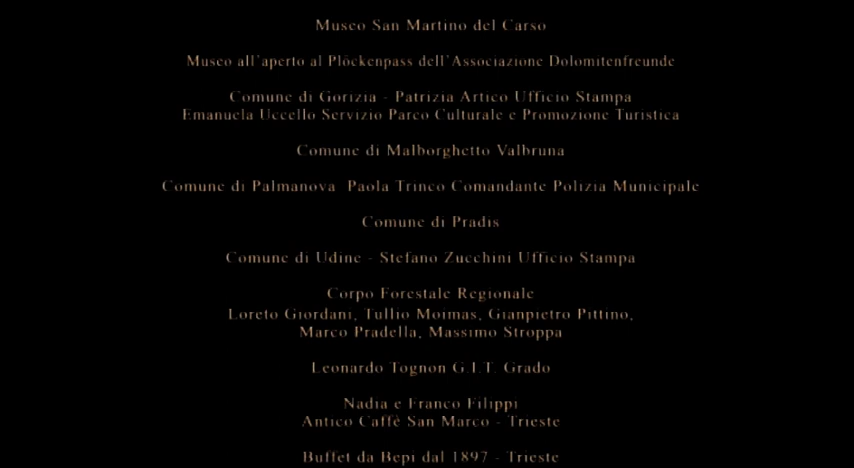 Museo San Martino del Carso
Museo all'aperto al Plöckenpass dell'Associazione Dolomitenfreunde
Comune di Gorizia - Patrizia Artico Ufficio Stampa
Emanuela Uccello Servizio Parco Culturale e Promozione Turistica
Comune di Malborghetto Valbruna
Comune di Palmanova Paola Trinco Comandante Polizia Municipale
Comune di Pradis
Comune di Udine - Stefano Zucchini Ufficio Stampa
Corpo Forestale Regionale
Loreto Giordani, Tullio Moimas, Gianpietro Pittino,
Marco Pradella, Massimo Stroppa
Leonardo Tognon G.I.T. Grado
Nadia e Franco Filippi
Antico Caffè San Marco - Trieste
Buffet da Bepi dal 1897 - Trieste